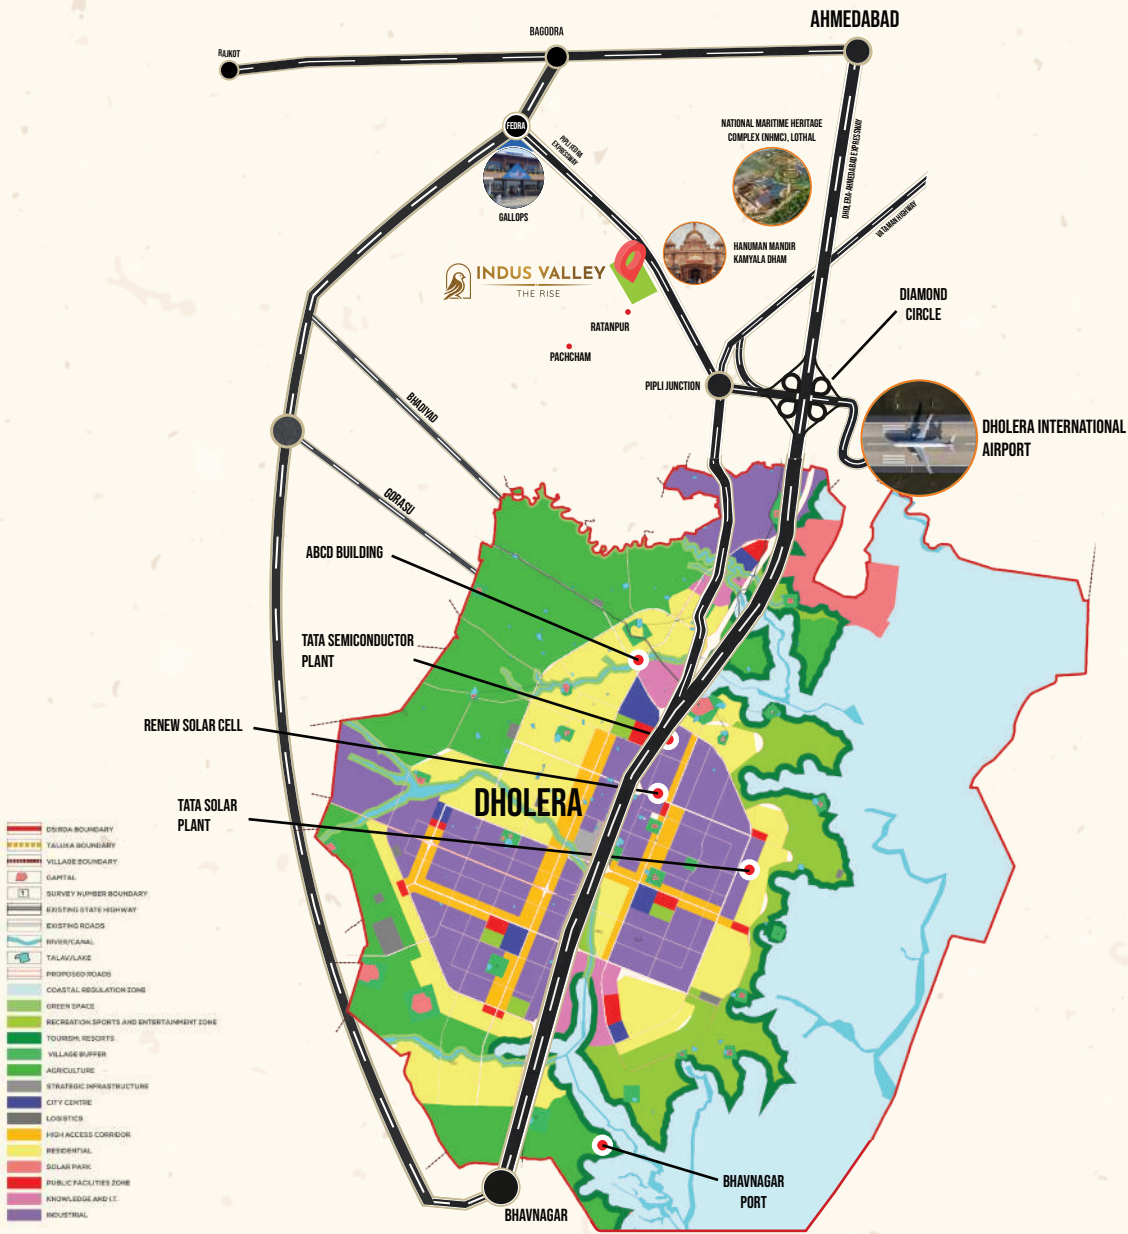 AHMEDABAD
BAGODRA
RAJKOT
FEDRA
PIPLI FEDRA
EXPRESSWAY
NATIONAL MARITIME HERITAGE
COMPLEX (NHMC), LOTHAL
DHOLERA-AHMEDABAD EXPRESSWAY
VATAMAN HIGHWAY
GALLOPS
HANUMAN MANDIR
KAMYALA DHAM
INDUS VALLEY
THE RISE
RATANPUR
PACHCHAM
DIAMOND
CIRCLE
PIPLI JUNCTION
DHOLERA INTERNATIONAL
AIRPORT
BHADIYAD
GORASU
ABCD BUILDING
TATA SEMICONDUCTOR
PLANT
RENEW SOLAR CELL
TATA SOLAR
PLANT
DHOLERA
DSIRDA BOUNDARY
TALUKA BOUNDARY
VILLAGE BOUNDARY
GAMTAL
1 SURVEY NUMBER BOUNDARY
EXISTING STATE HIGHWAY
EXISTING ROADS
RIVER/CANAL
TALAV/LAKE
PROPOSED ROADS
COASTAL REGULATION ZONE
GREEN SPACE
RECREATION,SPORTS AND ENTERTAINMENT ZONE
TOURISM; RESORTS
VILLAGE BUFFER
AGRICULTURE
STRATEGIC INFRASTRUCTURE
CITY CENTRE
LOGISTICS
HIGH ACCESS CORRIDOR
RESIDENTIAL
SOLAR PARK
PUBLIC FACILITIES ZONE
KNOWLEDGE AND I.T.
INDUSTRIAL
BHAVNAGAR
PORT
BHAVNAGAR